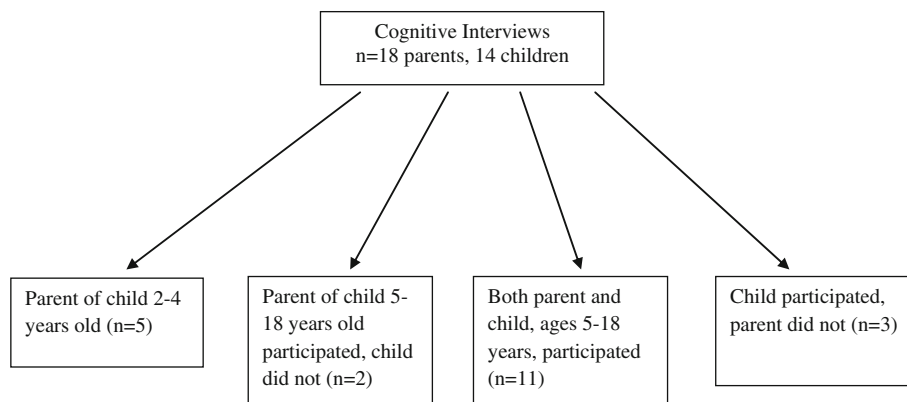 Cognitive Interviews
n=18 parents, 14 children
Parent of child 2-4
years old (n=5)
Parent of child 5-
18 years old
participated, child
did not (n=2)
Both parent and
child, ages 5-18
years, participated
(n=11)
Child participated,
parent did not (n=3)